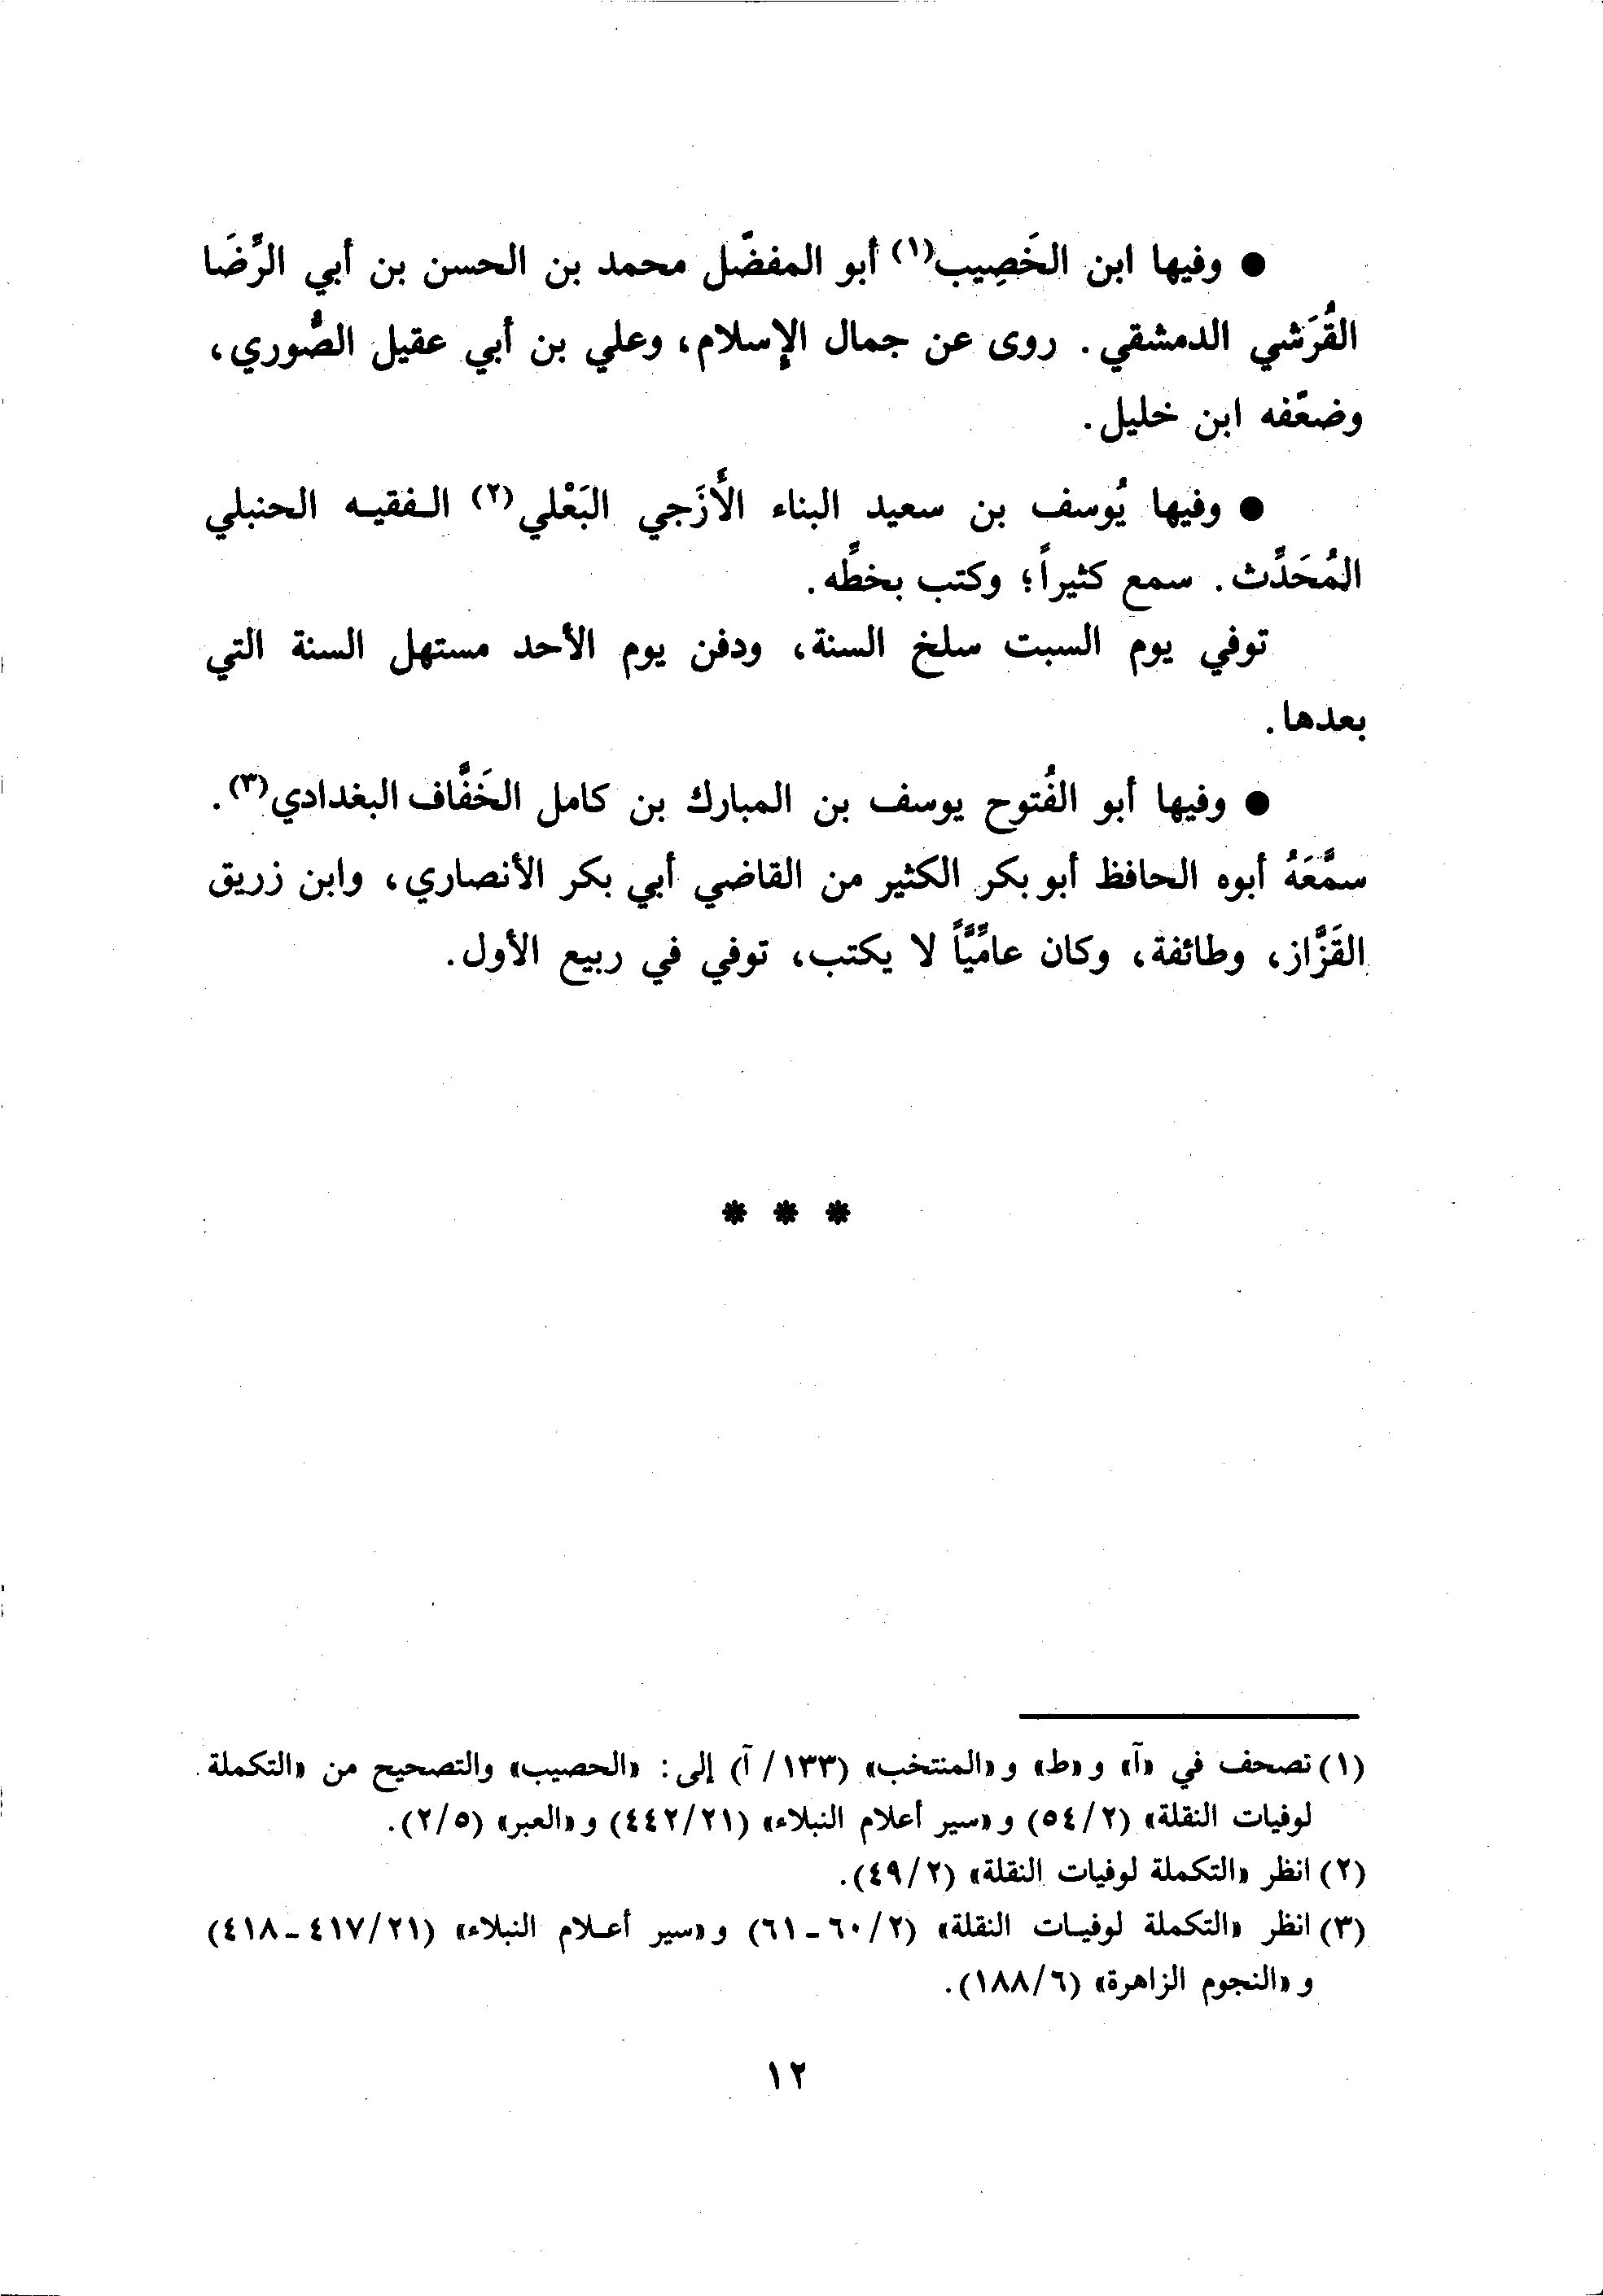 ● وفيها ابن الخَصِيب(١) أبو المفضّل محمد بن الحسن بن أبي الرِّضَا
القُرَشي الدمشقي. روى عن جمال الإسلام، وعلي بن أبي عقيل الصُّوري،
وضعّفه ابن خليل.
● وفيها يُوسف بن سعيد البناء الأَزَجي البَعْلي(٢) الـفقيـه الحنبلي
المُحَدِّث. سمع كثيراً؛ وكتب بخطِّه.
توفي يوم السبت سلخ السنة، ودفن يوم الأحد مستهل السنة التي
بعدها.
● وفيها أبو الفُتوح يوسف بن المبارك بن كامل الخَفَّاف البغدادي(٣).
سمَّعَهُ أبوه الحافظ أبو بكر الكثير من القاضي أبي بكر الأنصاري، وابن زريق
القَزَّاز، وطائفة، وكان عامِّيَّاً لا يكتب، توفي في ربيع الأول.
* * *
(١) تصحف في «آ» و «ط» و «المنتخب» (١٣٣/ آ) إلى: «الحصيب» والتصحيح من «التكملة
لوفيات النقلة» (٥٤/٢) و «سير أعلام النبلاء» (٤٤٢/٢١) و «العبر» (٢/٥).
(٢) انظر «التكملة لوفيات النقلة» (٤٩/٢).
(٣) انظر «التكملة لوفيـات النقلة» (٦٠/٢ـ٦١) و «سير أعـلام النبلاء» (٤١٧/٢١ـ٤١٨)
و «النجوم الزاهرة» (١٨٨/٦).
١٢